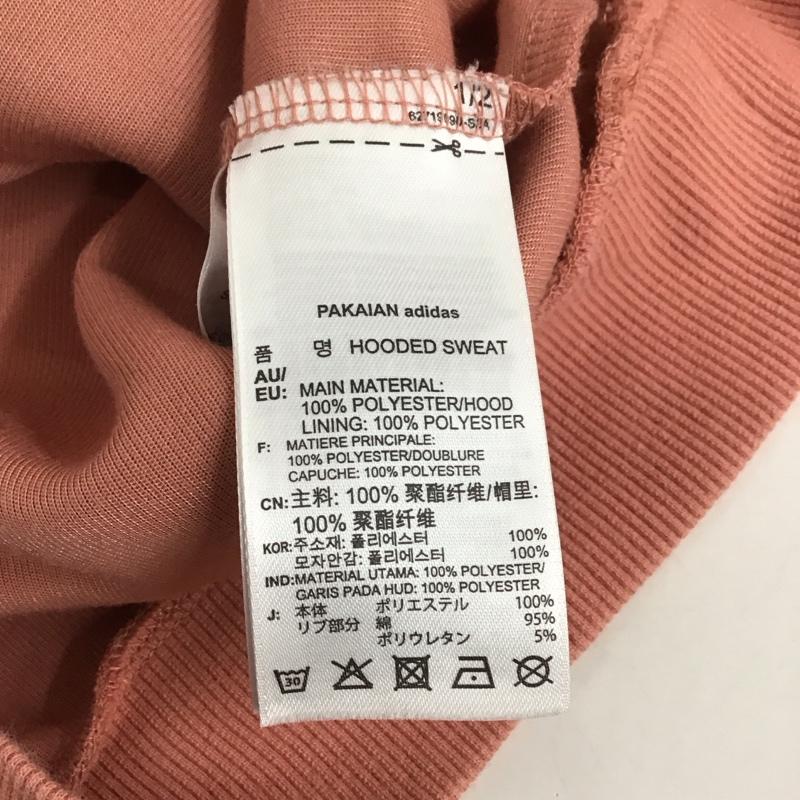 1/2
PAKAIAN adidas
품 명 HOODED SWEAT
AU/
EU: MAIN MATERIAL:
100% POLYESTER/HOOD
LINING: 100% POLYESTER
F: MATIERE PRINCIPALE:
100% POLYESTER/DOUBLURE
CAPUCHE: 100% POLYESTER
CN:主料: 100% 聚酯纤维/帽里:
100% 聚酯纤维
KOR:주소재: 폴리에스터 100%
모자안감: 폴리에스터 100%
IND:MATERIAL UTAMA: 100% POLYESTER/
GARIS PADA HUD: 100% POLYESTER
J: 本体 ポリエステル 100%
リブ部分 綿 95%
ポリウレタン 5%
30